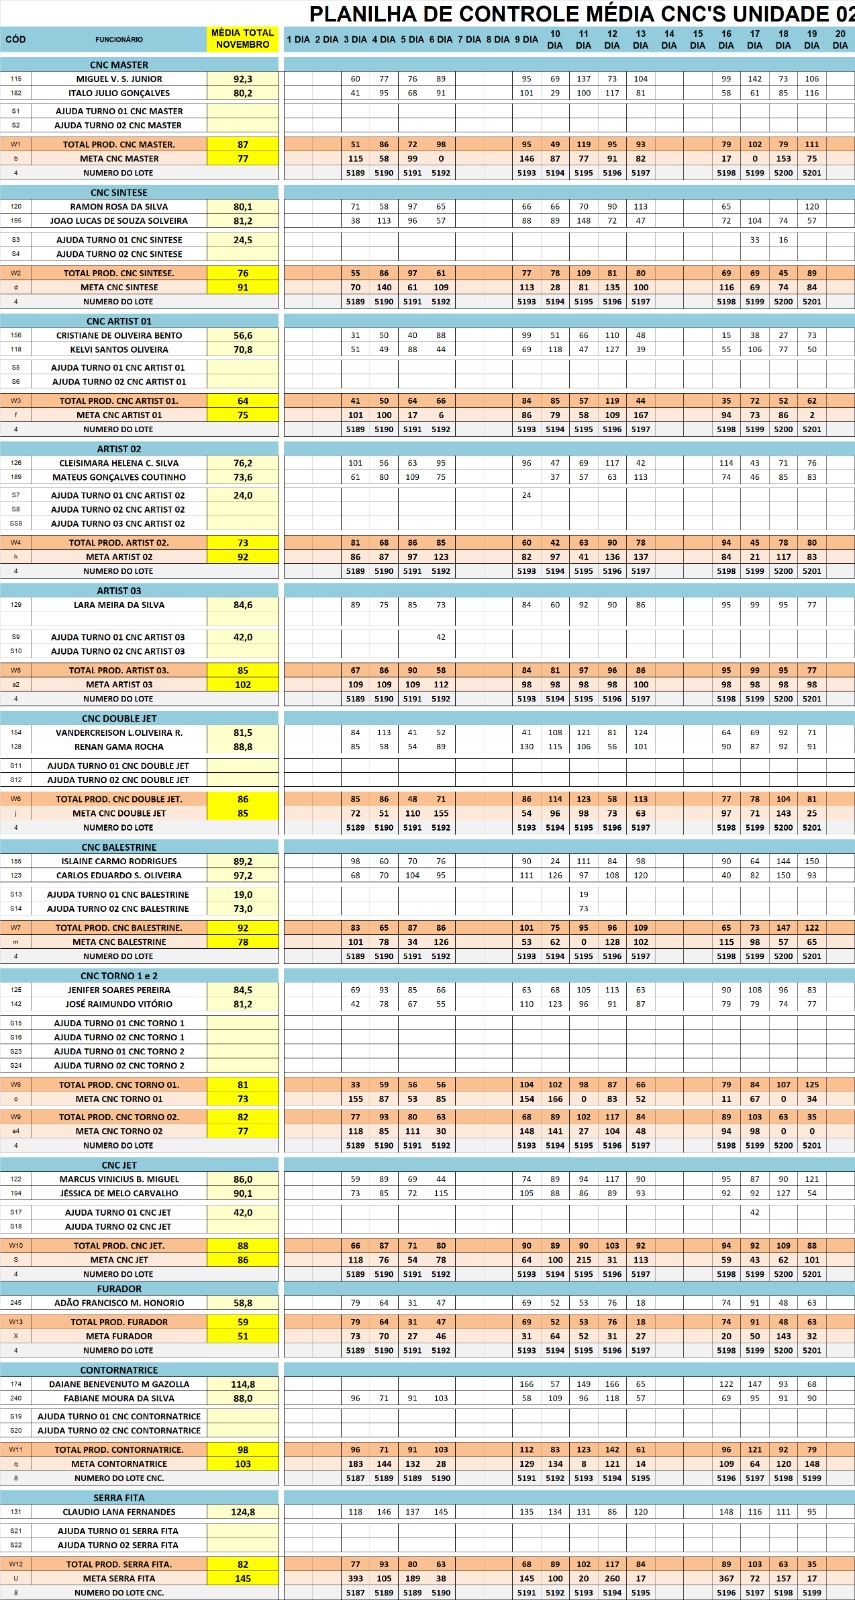 PLANILHA DE CONTROLE MÉDIA CNC'S UNIDADE 02
CÓD FUNCIONÁRIO MÉDIA TOTAL NOVEMBRO 1 DIA 2 DIA 3 DIA 4 DIA 5 DIA 6 DIA 7 DIA 8 DIA 9 DIA 10 DIA 11 DIA 12 DIA 13 DIA 14 DIA 15 DIA 16 DIA 17 DIA 18 DIA 19 DIA 20 DIA
CNC MASTER
115 MIGUEL V. S. JUNIOR 92,3 60 77 76 89 95 69 137 73 104 99 142 73 106
182 ITALO JULIO GONÇALVES 80,2 41 95 68 91 101 29 100 117 81 58 61 85 116
S1 AJUDA TURNO 01 CNC MASTER
S2 AJUDA TURNO 02 CNC MASTER
W1 TOTAL PROD. CNC MASTER. 87 51 86 72 98 95 49 119 95 93 79 102 79 111
b META CNC MASTER 77 115 58 99 0 146 87 77 91 82 17 0 153 75
4 NUMERO DO LOTE 5189 5190 5191 5192 5193 5194 5195 5196 5197 5198 5199 5200 5201
CNC SINTESE
120 RAMON ROSA DA SILVA 80,1 71 58 97 65 66 66 70 90 113 65 120
195 JOAO LUCAS DE SOUZA SOLVEIRA 81,2 38 113 96 57 88 89 148 72 47 72 104 74 57
S3 AJUDA TURNO 01 CNC SINTESE 24,5 33 16
S4 AJUDA TURNO 02 CNC SINTESE
W2 TOTAL PROD. CNC SINTESE. 76 55 86 97 61 77 78 109 81 80 69 69 45 89
d META CNC SINTESE 91 70 140 61 109 113 28 81 135 100 116 69 74 84
4 NUMERO DO LOTE 5189 5190 5191 5192 5193 5194 5195 5196 5197 5198 5199 5200 5201
CNC ARTIST 01
156 CRISTIANE DE OLIVEIRA BENTO 56,6 31 50 40 88 99 51 66 110 48 15 38 27 73
118 KELVI SANTOS OLIVEIRA 70,8 51 49 88 44 69 118 47 127 39 55 106 77 50
S5 AJUDA TURNO 01 CNC ARTIST 01
S6 AJUDA TURNO 02 CNC ARTIST 01
W3 TOTAL PROD. CNC ARTIST 01. 64 41 50 64 66 84 85 57 119 44 35 72 52 62
f META CNC ARTIST 01 75 101 100 17 6 86 79 58 109 167 94 73 86 2
4 NUMERO DO LOTE 5189 5190 5191 5192 5193 5194 5195 5196 5197 5198 5199 5200 5201
ARTIST 02
126 CLEISIMARA HELENA C. SILVA 76,2 101 56 63 95 96 47 69 117 42 114 43 71 76
189 MATEUS GONÇALVES COUTINHO 73,6 61 80 109 75 37 57 63 113 74 46 85 83
S7 AJUDA TURNO 01 CNC ARTIST 02 24,0 24
S8 AJUDA TURNO 02 CNC ARTIST 02
SS8 AJUDA TURNO 03 CNC ARTIST 02
W4 TOTAL PROD. ARTIST 02. 73 81 68 86 85 60 42 63 90 78 94 45 78 80
h META ARTIST 02 92 86 87 97 123 82 97 41 136 137 84 21 117 83
4 NUMERO DO LOTE 5189 5190 5191 5192 5193 5194 5195 5196 5197 5198 5199 5200 5201
ARTIST 03
129 LARA MEIRA DA SILVA 84,6 89 75 85 73 84 60 92 90 86 95 99 95 77
S9 AJUDA TURNO 01 CNC ARTIST 03 42,0 42
S10 AJUDA TURNO 02 CNC ARTIST 03
W5 TOTAL PROD. ARTIST 03. 85 67 86 90 58 84 81 97 96 86 95 99 95 77
a2 META ARTIST 03 102 109 109 109 112 98 98 98 98 100 98 98 98 98
4 NUMERO DO LOTE 5189 5190 5191 5192 5193 5194 5195 5196 5197 5198 5199 5200 5201
CNC DOUBLE JET
154 VANDERCREISON L.OLIVEIRA R. 81,5 84 113 41 52 41 108 121 81 124 64 69 92 71
128 RENAN GAMA ROCHA 88,8 85 58 54 89 130 115 106 56 101 90 87 92 91
S11 AJUDA TURNO 01 CNC DOUBLE JET
S12 AJUDA TURNO 02 CNC DOUBLE JET
W6 TOTAL PROD. CNC DOUBLE JET. 86 85 86 48 71 86 114 123 58 113 77 78 104 81
j META CNC DOUBLE JET 85 72 51 110 155 54 96 98 73 63 97 71 143 25
4 NUMERO DO LOTE 5189 5190 5191 5192 5193 5194 5195 5196 5197 5198 5199 5200 5201
CNC BALESTRINE
155 ISLAINE CARMO RODRIGUES 89,2 98 60 70 76 90 24 111 84 98 90 64 144 150
123 CARLOS EDUARDO S. OLIVEIRA 97,2 68 70 104 95 111 126 97 108 120 40 82 150 93
S13 AJUDA TURNO 01 CNC BALESTRINE 19,0 19
S14 AJUDA TURNO 02 CNC BALESTRINE 73,0 73
W7 TOTAL PROD. CNC BALESTRINE. 92 83 65 87 86 101 75 95 96 109 65 73 147 122
m META CNC BALESTRINE 78 101 78 34 126 53 62 0 128 102 115 98 57 65
4 NUMERO DO LOTE 5189 5190 5191 5192 5193 5194 5195 5196 5197 5198 5199 5200 5201
CNC TORNO 1 e 2
125 JENIFER SOARES PEREIRA 84,5 69 93 85 66 63 68 105 113 63 90 108 96 83
142 JOSÉ RAIMUNDO VITÓRIO 81,2 42 78 67 55 110 123 96 91 87 79 79 74 77
S15 AJUDA TURNO 01 CNC TORNO 1
S16 AJUDA TURNO 02 CNC TORNO 1
S23 AJUDA TURNO 01 CNC TORNO 2
S24 AJUDA TURNO 02 CNC TORNO 2
W8 TOTAL PROD. CNC TORNO 01. 81 33 59 56 56 104 102 98 87 66 79 84 107 125
o META CNC TORNO 01 73 155 87 53 85 154 166 0 83 52 11 67 0 34
W9 TOTAL PROD. CNC TORNO 02. 82 77 93 80 63 68 89 102 117 84 89 103 63 35
a4 META CNC TORNO 02 77 118 85 111 30 148 141 27 104 48 94 98 0 0
4 NUMERO DO LOTE 5189 5190 5191 5192 5193 5194 5195 5196 5197 5198 5199 5200 5201
CNC JET
122 MARCUS VINICIUS B. MIGUEL 86,0 59 89 69 44 74 89 94 117 90 95 87 90 121
194 JÉSSICA DE MELO CARVALHO 90,1 73 85 72 115 105 88 86 89 93 92 92 127 54
S17 AJUDA TURNO 01 CNC JET 42,0 42
S18 AJUDA TURNO 02 CNC JET
W10 TOTAL PROD. CNC JET. 88 66 87 71 80 90 89 90 103 92 94 92 109 88
S META CNC JET 86 118 76 54 78 64 100 215 31 113 59 43 62 101
4 NUMERO DO LOTE 5189 5190 5191 5192 5193 5194 5195 5196 5197 5198 5199 5200 5201
FURADOR
245 ADÃO FRANCISCO M. HONORIO 58,8 79 64 31 47 69 52 53 76 18 74 91 48 63
W13 TOTAL PROD. FURADOR 59 79 64 31 47 69 52 53 76 18 74 91 48 63
X META FURADOR 51 73 70 27 46 31 64 52 31 27 20 50 143 32
4 NUMERO DO LOTE 5189 5190 5191 5192 5193 5194 5195 5196 5197 5198 5199 5200 5201
CONTORNATRICE
174 DAIANE BENEVENUTO M GAZOLLA 114,8 166 57 149 166 65 122 147 93 68
240 FABIANE MOURA DA SILVA 88,0 96 71 91 103 58 109 96 118 57 69 95 91 90
S19 AJUDA TURNO 01 CNC CONTORNATRICE
S20 AJUDA TURNO 02 CNC CONTORNATRICE
W11 TOTAL PROD. CONTORNATRICE. 98 96 71 91 103 112 83 123 142 61 96 121 92 79
q META CONTORNATRICE 103 183 144 132 28 129 134 8 121 14 109 64 120 148
8 NUMERO DO LOTE CNC. 5187 5188 5189 5190 5191 5192 5193 5194 5195 5196 5197 5198 5199
SERRA FITA
131 CLAUDIO LANA FERNANDES 124,8 118 146 137 145 135 134 131 86 120 148 116 111 95
S21 AJUDA TURNO 01 SERRA FITA
S22 AJUDA TURNO 02 SERRA FITA
W12 TOTAL PROD. SERRA FITA. 82 77 93 80 63 68 89 102 117 84 89 103 63 35
U META SERRA FITA 145 393 105 189 38 145 100 20 260 17 367 72 157 17
8 NUMERO DO LOTE CNC. 5187 5188 5189 5190 5191 5192 5193 5194 5195 5196 5197 5198 5199